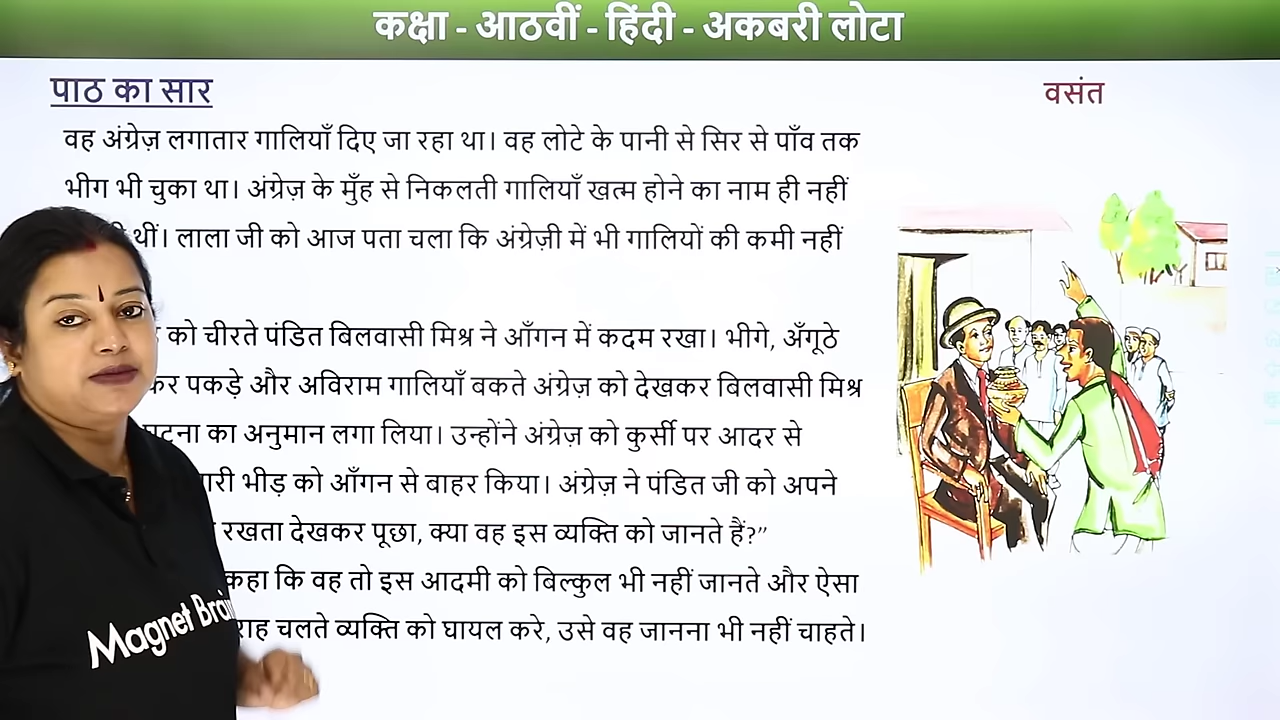 कक्षा - आठवीं - हिंदी - अकबरी लोटा
पाठ का सार
वसंत
वह अंग्रेज़ लगातार गालियाँ दिए जा रहा था। वह लोटे के पानी से सिर से पाँव तक
भीग भी चुका था। अंग्रेज़ के मुँह से निकलती गालियाँ खत्म होने का नाम ही नहीं
थीं। लाला जी को आज पता चला कि अंग्रेज़ी में भी गालियों की कमी नहीं
को चीरते पंडित बिलवासी मिश्र ने आँगन में कदम रखा। भीगे, अँगूठे
कर पकड़े और अविराम गालियाँ बकते अंग्रेज़ को देखकर बिलवासी मिश्र
का अनुमान लगा लिया। उन्होंने अंग्रेज़ को कुर्सी पर आदर से
भीड़ को आँगन से बाहर किया। अंग्रेज़ ने पंडित जी को अपने
रखता देखकर पूछा, क्या वह इस व्यक्ति को जानते हैं?”
कहा कि वह तो इस आदमी को बिल्कुल भी नहीं जानते और ऐसा
राह चलते व्यक्ति को घायल करे, उसे वह जानना भी नहीं चाहते।
Magnet Brain